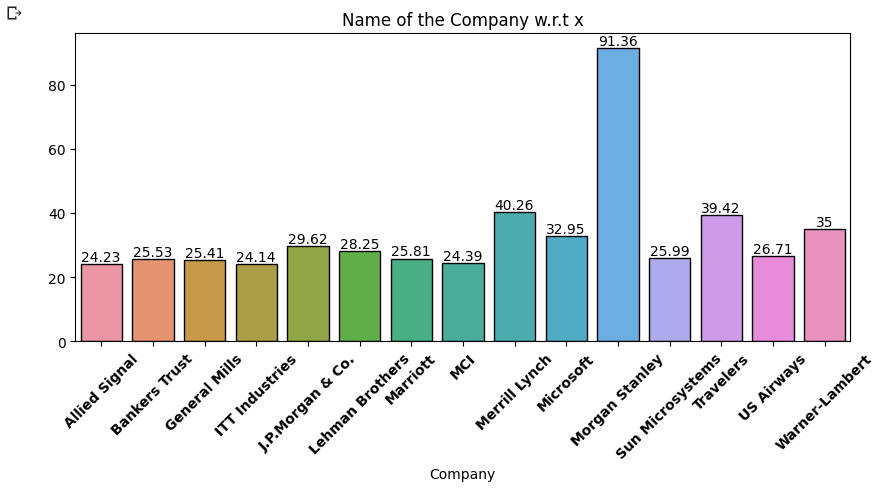 Name of the Company w.r.t x
91.36
80
60
40
20
0
24.23
25.53
25.41
24.14
29.62
28.25
25.81
24.39
40.26
32.95
25.99
39.42
26.71
35
Allied Signal
Bankers Trust
General Mills
ITT Industries
J.P.Morgan & Co.
Lehman Brothers
Marriott
MCI
Merrill Lynch
Microsoft
Morgan Stanley
Sun Microsystems
Travelers
US Airways
Warner-Lambert
Company